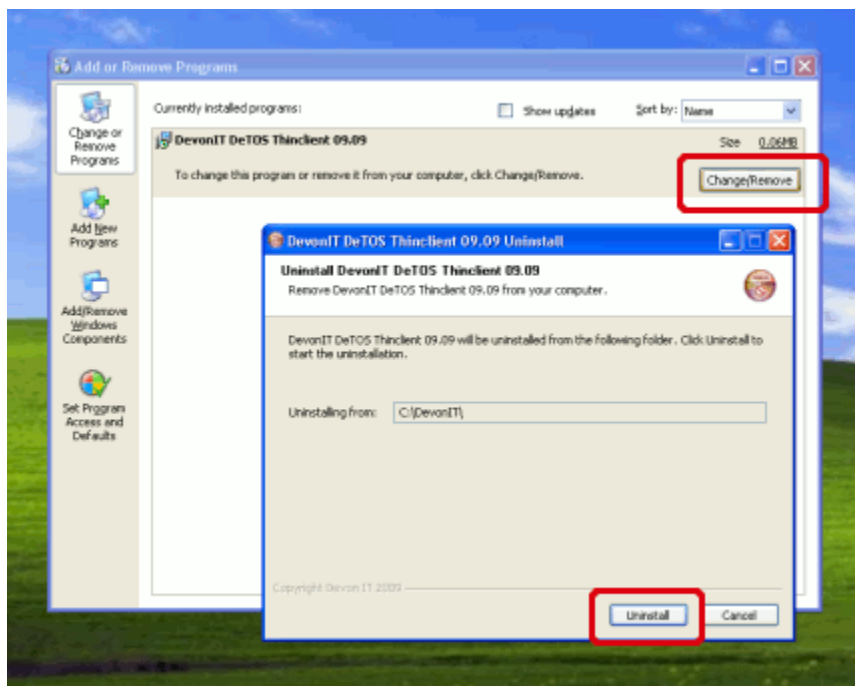 Add or Remove Programs
Change or
Remove
Programs
Add New
Programs
Add/Remove
Windows
Components
Set Program
Access and
Defaults
Currently installed programs:
Show updates
Sort by: Name
DevonIT DeTOS Thinclient 09.09
Size 0.06MB
To change this program or remove it from your computer, click Change/Remove.
Change/Remove
DevonIT DeTOS Thinclient 09.09 Uninstall
Uninstall DevonIT DeTOS Thinclient 09.09
Remove DevonIT DeTOS Thinclient 09.09 from your computer.
DevonIT DeTOS Thinclient 09.09 will be uninstalled from the following folder. Click Uninstall to
start the uninstallation.
Uninstalling from: C:\DevonIT\
Copyright Devon IT 2009
Uninstall
Cancel